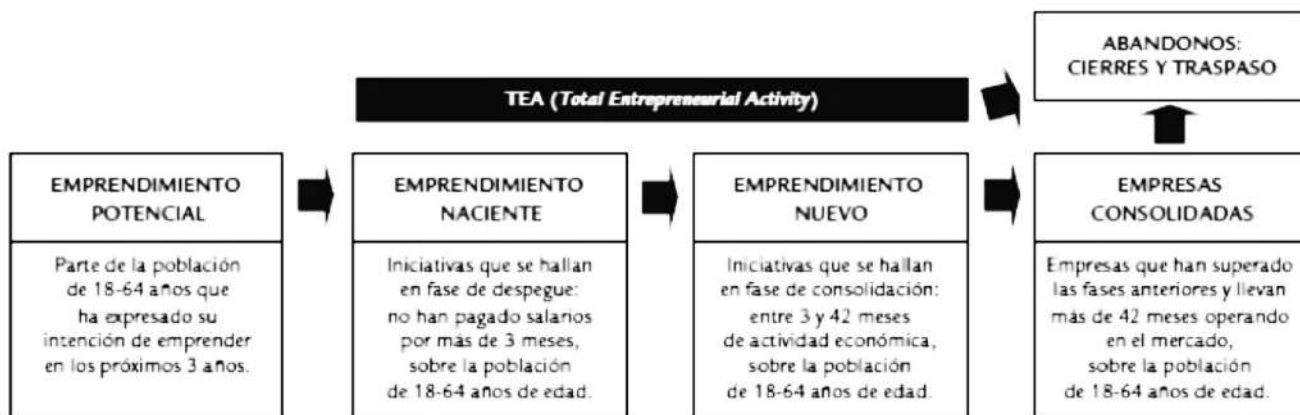 ABANDONOS:
CIERRES Y TRASPASO
TEA (Total Entrepreneurial Activity)
EMPRENDIMIENTO
POTENCIAL
Parte de la población
de 18-64 años que
ha expresado su
intención de emprender
en los próximos 3 años.
EMPRENDIMIENTO
NACIENTE
Iniciativas que se hallan
en fase de despegue:
no han pagado salarios
por más de 3 meses,
sobre la población
de 18-64 años de edad.
EMPRENDIMIENTO
NUEVO
Iniciativas que se hallan
en fase de consolidación:
entre 3 y 42 meses
de actividad económica,
sobre la población
de 18-64 años de edad.
EMPRESAS
CONSOLIDADAS
Empresas que han superado
las fases anteriores y llevan
más de 42 meses operando
en el mercado,
sobre la población
de 18-64 años de edad.